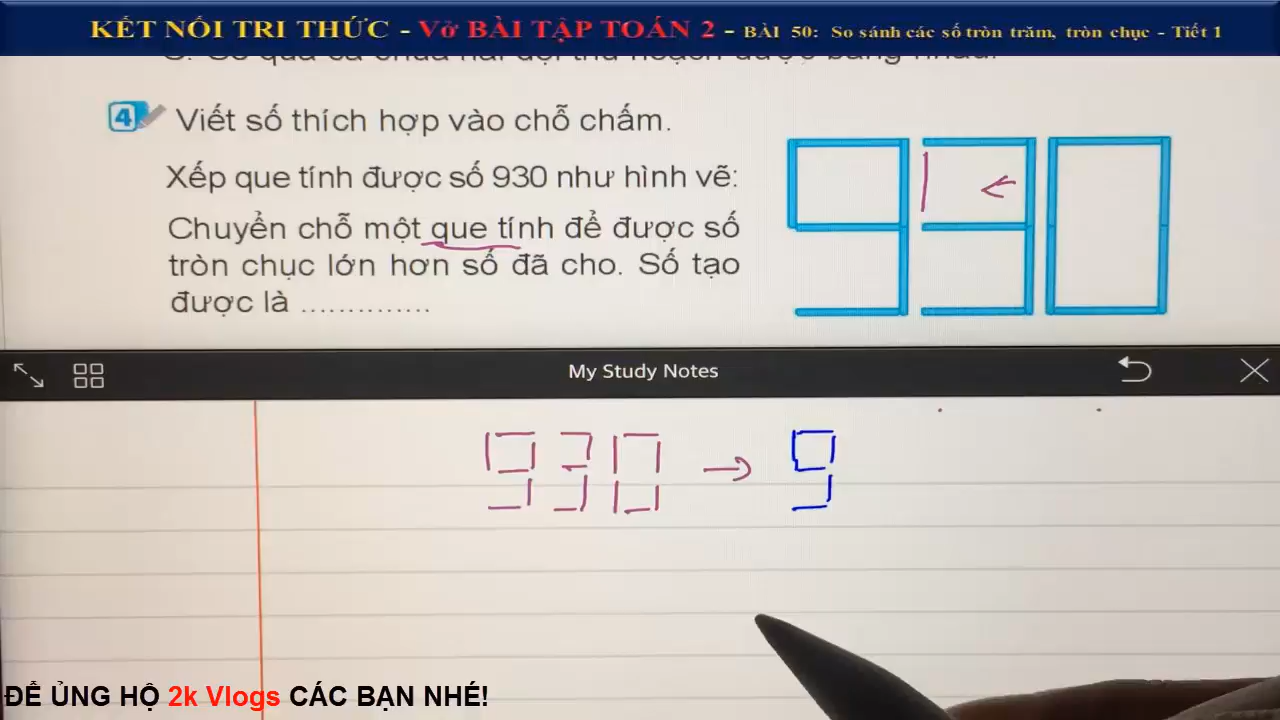 KẾT NỐI TRI THỨC - Vở BÀI TẬP TOÁN 2 - BÀI 50: So sánh các số tròn trăm, tròn chục - Tiết 1
4 Viết số thích hợp vào chỗ chấm.
Xếp que tính được số 930 như hình vẽ:
Chuyển chỗ một que tính để được số
tròn chục lớn hơn số đã cho. Số tạo
được là ..............
930
My Study Notes
930 → 9
ĐỂ ỦNG HỘ 2k Vlogs CÁC BẠN NHÉ!